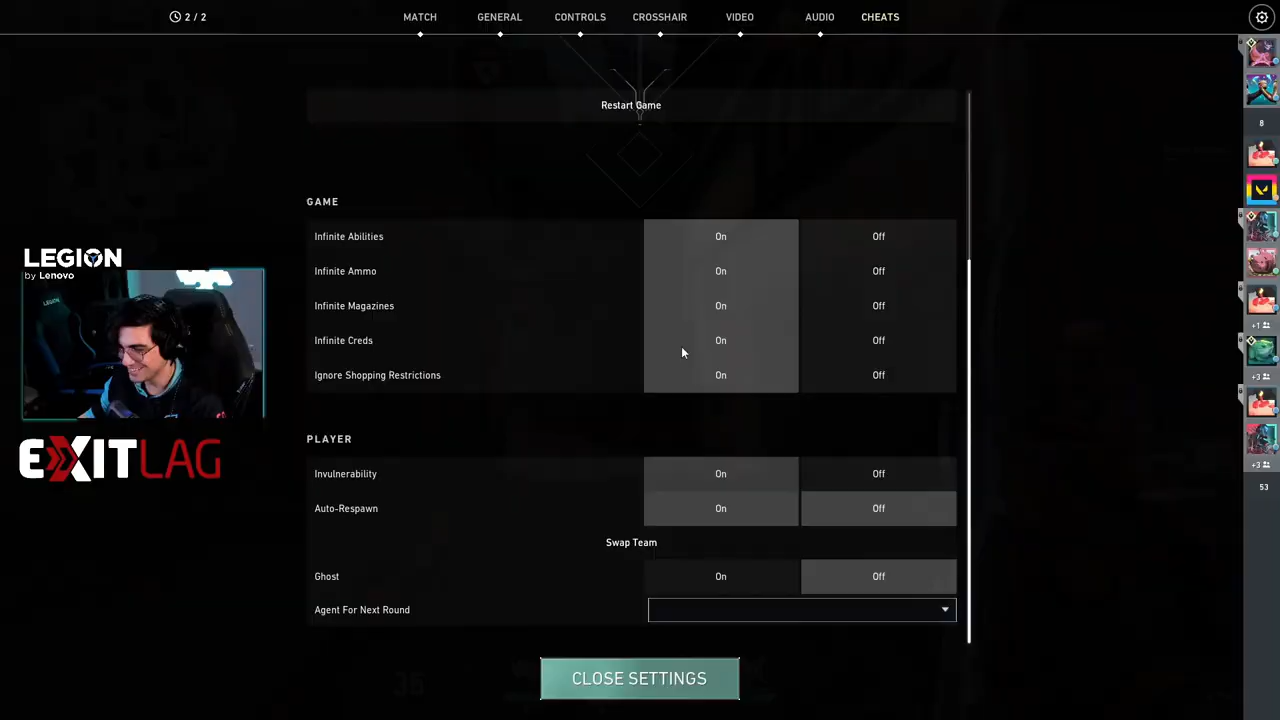 2 / 2
MATCH
GENERAL
CONTROLS
CROSSHAIR
VIDEO
AUDIO
CHEATS
Restart Game
8
GAME
Infinite Abilities On Off
Infinite Ammo On Off
Infinite Magazines On Off
Infinite Creds On Off
Ignore Shopping Restrictions On Off
LEGION
by Lenovo
EXITLAG
+1
+3
+3
53
PLAYER
Invulnerability On Off
Auto-Respawn On Off
Swap Team
Ghost On Off
Agent For Next Round
CLOSE SETTINGS